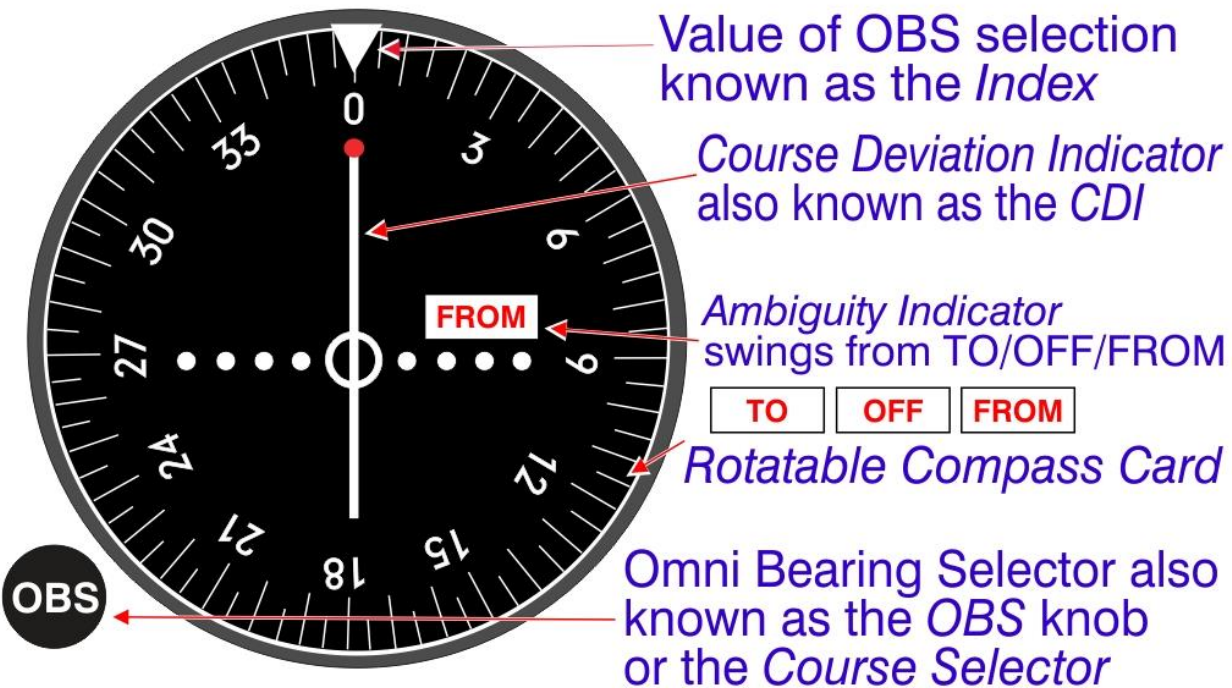 Value of OBS selection
known as the Index
Course Deviation Indicator
also known as the CDI
Ambiguity Indicator
swings from TO/OFF/FROM
TO OFF FROM
Rotatable Compass Card
Omni Bearing Selector also
known as the OBS knob
or the Course Selector
0
3
6
9
12
15
18
21
24
27
30
33
FROM
OBS